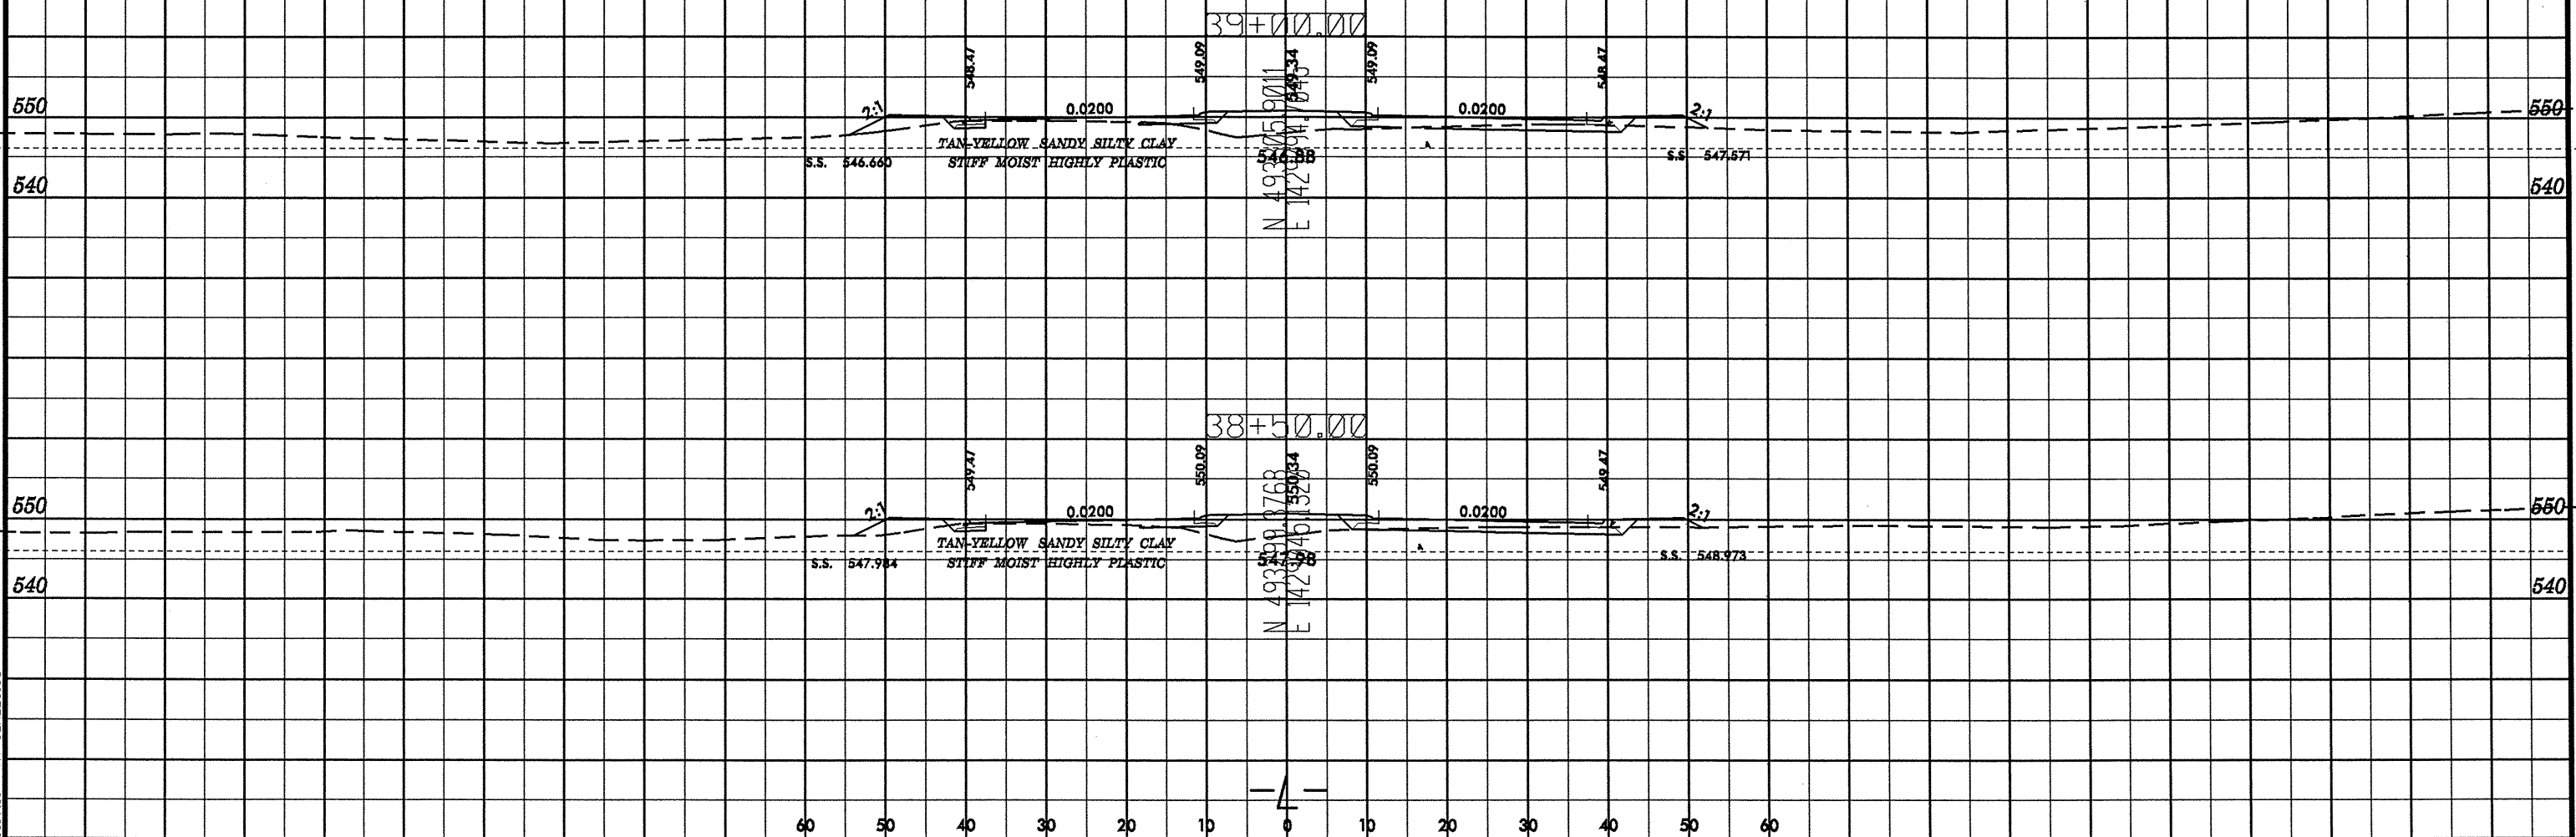 39+00.00
548.47 549.09 549.34 549.09 548.47
550 2:1 0.0200 0.0200 2:1 550
TAN-YELLOW SANDY SILTY CLAY
S.S. 546.660 STIFF MOIST HIGHLY PLASTIC 546.88 S.S. 547.571
540 540
N
E
38+50.00
549.47 550.09 550.34 550.09 549.47
550 2:1 0.0200 0.0200 2:1 550
TAN-YELLOW SANDY SILTY CLAY
S.S. 547.984 STIFF MOIST HIGHLY PLASTIC 547.98 S.S. 548.973
540 540
N
E
60 50 40 30 20 10 0 10 20 30 40 50 60